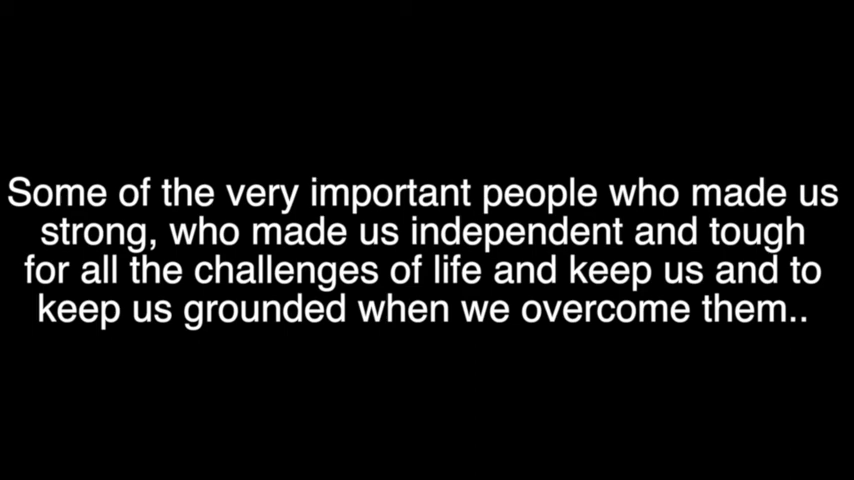 Some of the very important people who made us
strong, who made us independent and tough
for all the challenges of life and keep us and to
keep us grounded when we overcome them..